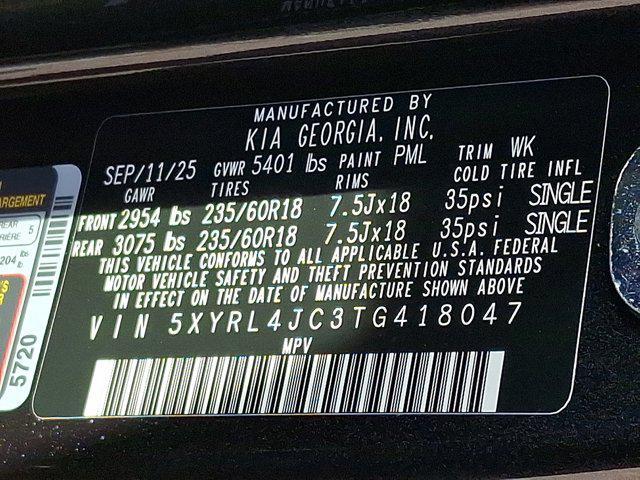 MANUFACTURED BY
KIA GEORGIA, INC.
SEP/11/25 GVWR 5401 lbs PAINT PML TRIM WK
GAWR TIRES RIMS COLD TIRE INFL
FRONT 2954 lbs 235/60R18 7.5Jx18 35psi SINGLE
REAR 3075 lbs 235/60R18 7.5Jx18 35psi SINGLE
THIS VEHICLE CONFORMS TO ALL APPLICABLE U.S.A. FEDERAL
MOTOR VEHICLE SAFETY AND THEFT PREVENTION STANDARDS
IN EFFECT ON THE DATE OF MANUFACTURE SHOWN ABOVE
VIN 5XYRL4JC3TG418047
MPV
5
5720